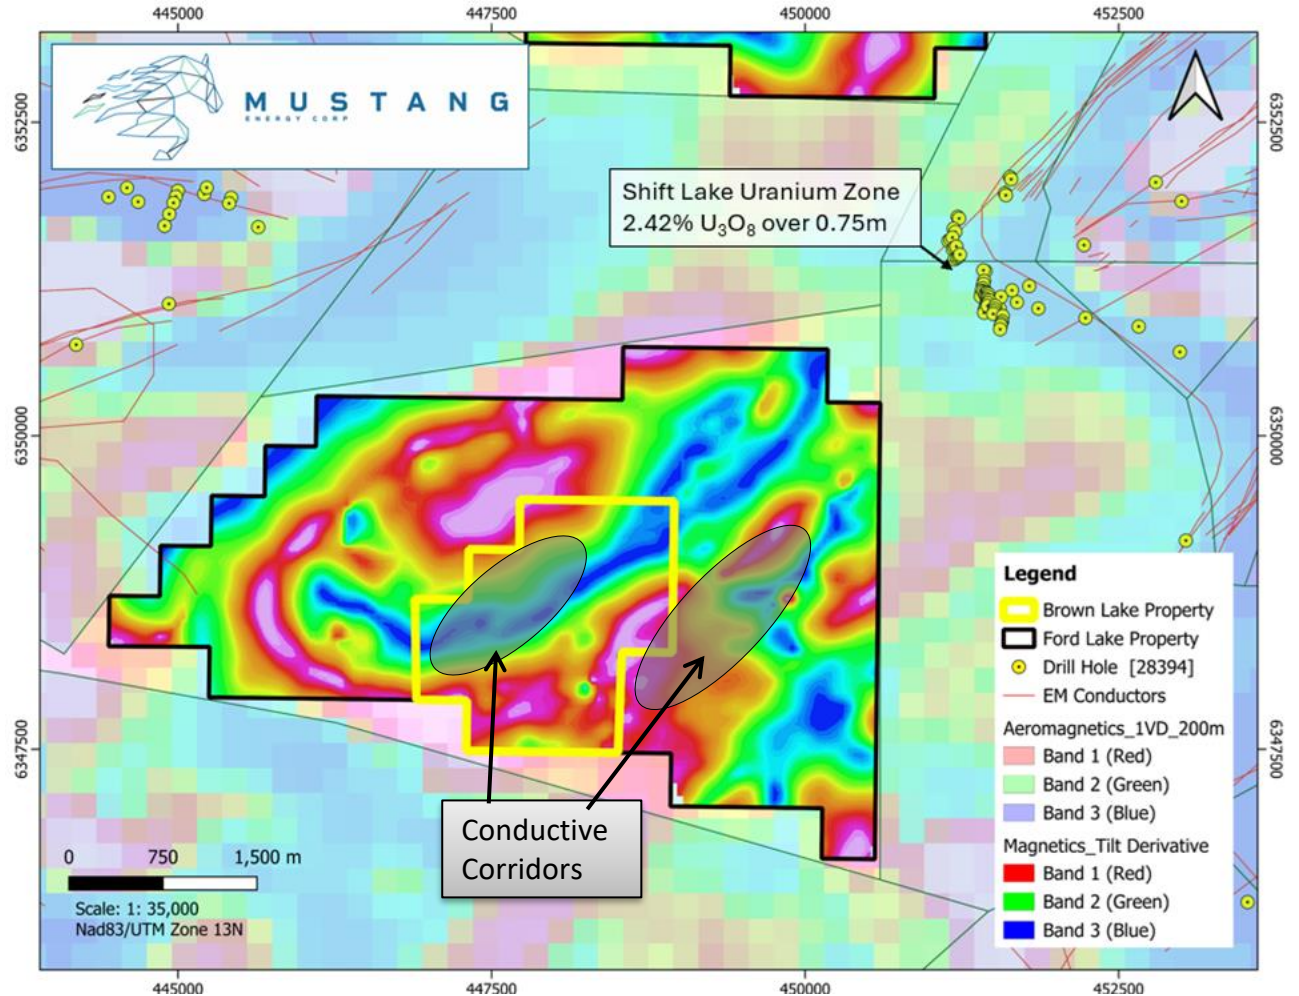 445000
447500
450000
452500
MUSTANG
ENERGY CORP
6352500
6352500
Shift Lake Uranium Zone
2.42% U₃O₈ over 0.75m
6350000
6350000
Legend
Brown Lake Property
Ford Lake Property
Drill Hole [28394]
EM Conductors
Aeromagnetics_1VD_200m
Band 1 (Red)
Band 2 (Green)
Band 3 (Blue)
Magnetics_Tilt Derivative
Band 1 (Red)
Band 2 (Green)
Band 3 (Blue)
6347500
6347500
Conductive
Corridors
0 750 1,500 m
Scale: 1: 35,000
Nad83/UTM Zone 13N
445000
447500
450000
452500